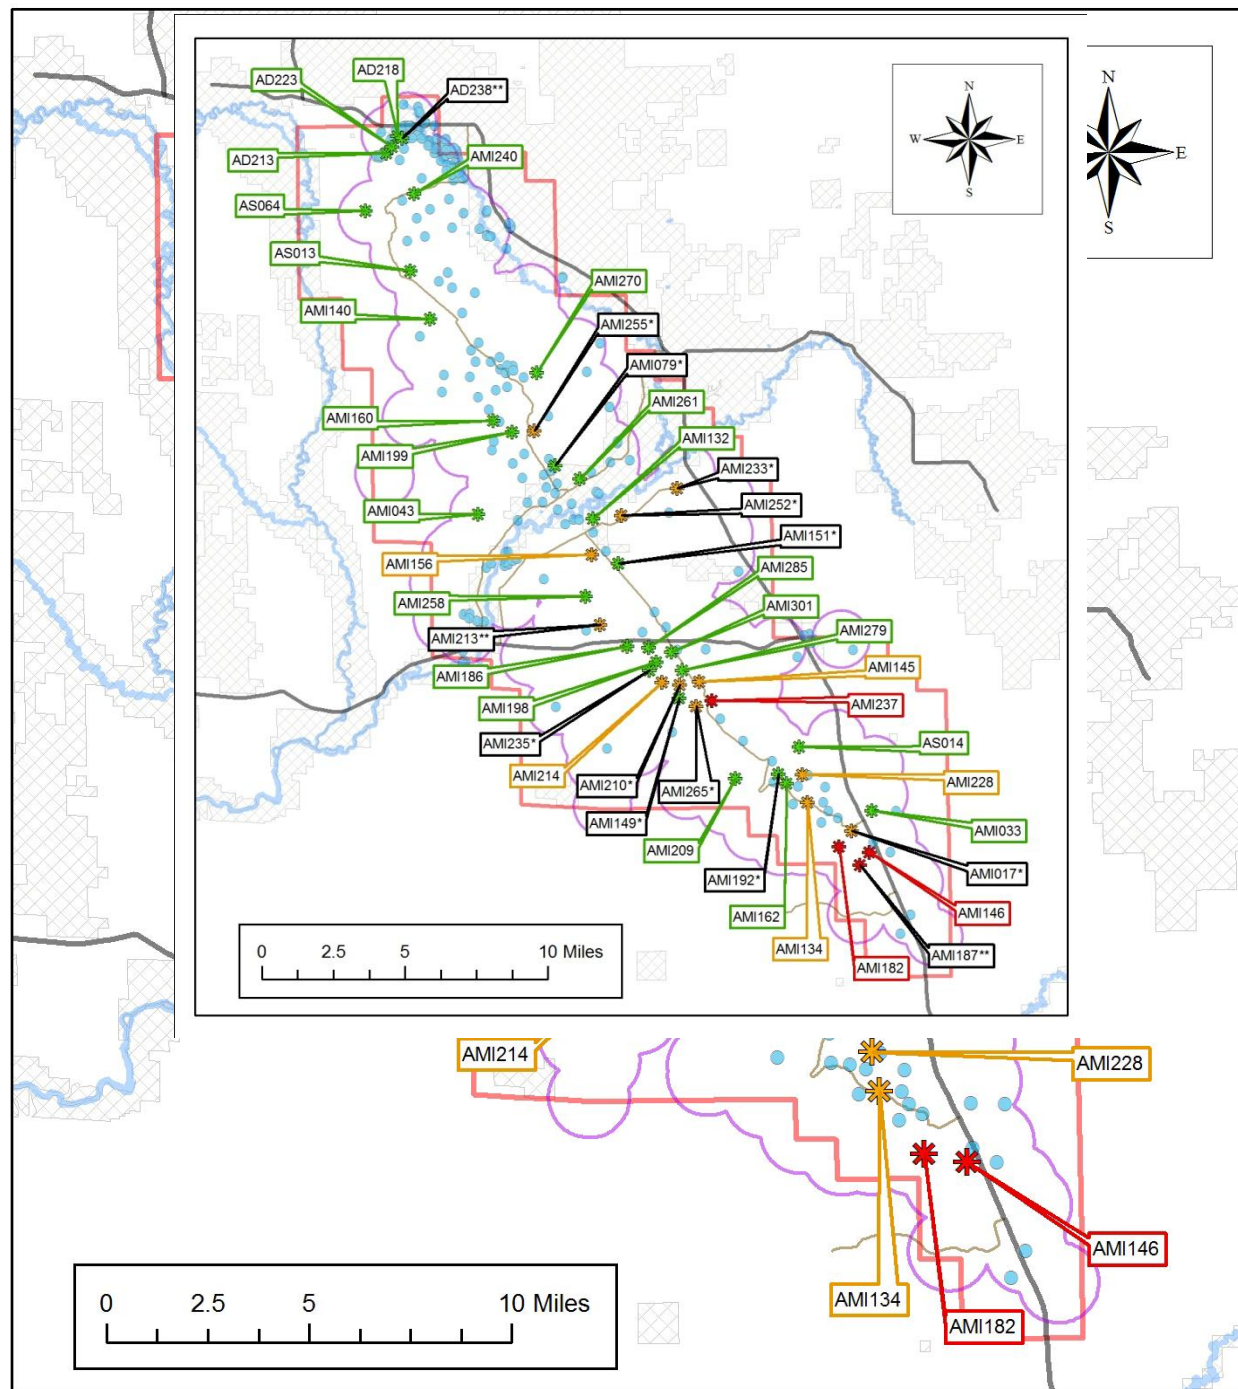 AD218
AD223
AD238**
N
N
W
E
E
S
S
AD213
AMI240
AS064
AS013
AMI270
AMI140
AMI255*
AMI079*
AMI261
AMI160
AMI132
AMI199
AMI233*
AMI252*
AMI043
AMI151*
AMI156
AMI285
AMI258
AMI301
AMI279
AMI213**
AMI145
AMI186
AMI237
AMI198
AMI235*
AS014
AMI214
AMI228
AMI210*
AMI265*
AMI149*
AMI033
AMI209
AMI017*
AMI192*
AMI146
AMI162
AMI134
AMI187**
AMI182
0 2.5 5 10 Miles
AMI214
AMI228
AMI146
AMI134
AMI182
0 2.5 5 10 Miles